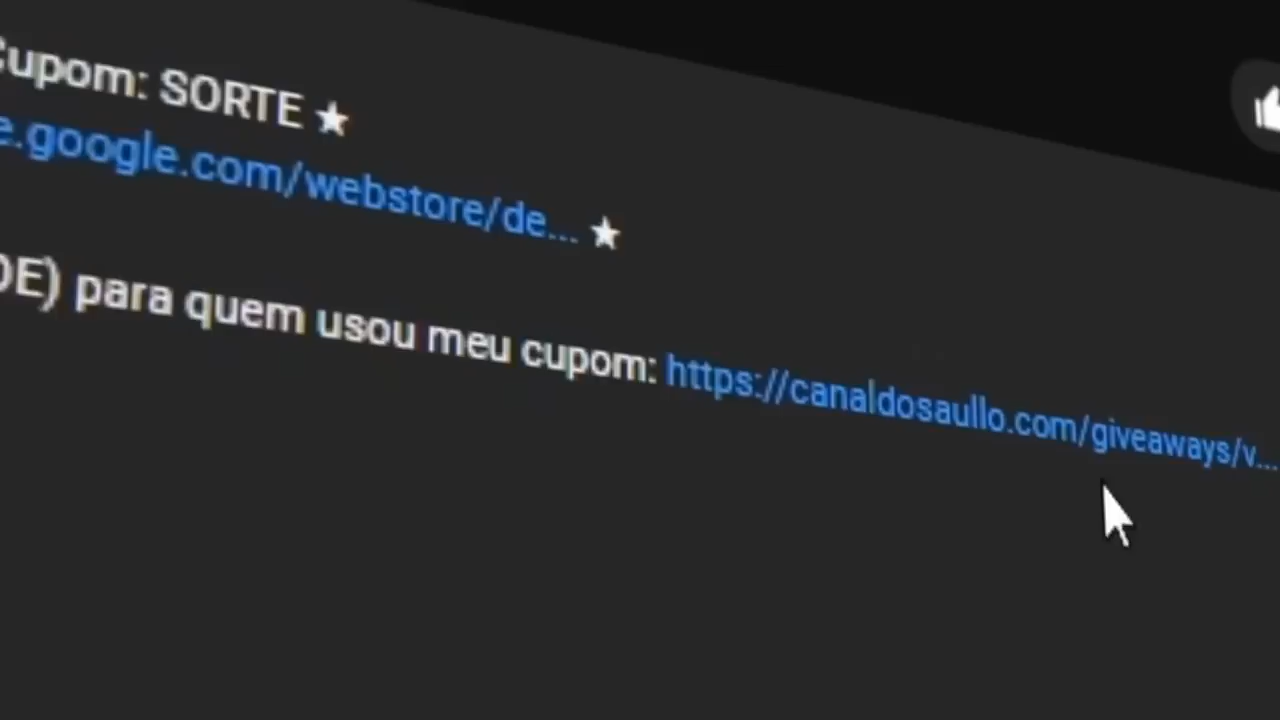 Cupom: SORTE ★
e.google.com/webstore/de... ★
DE) para quem usou meu cupom: https://canaldosaullo.com/giveaways/v...